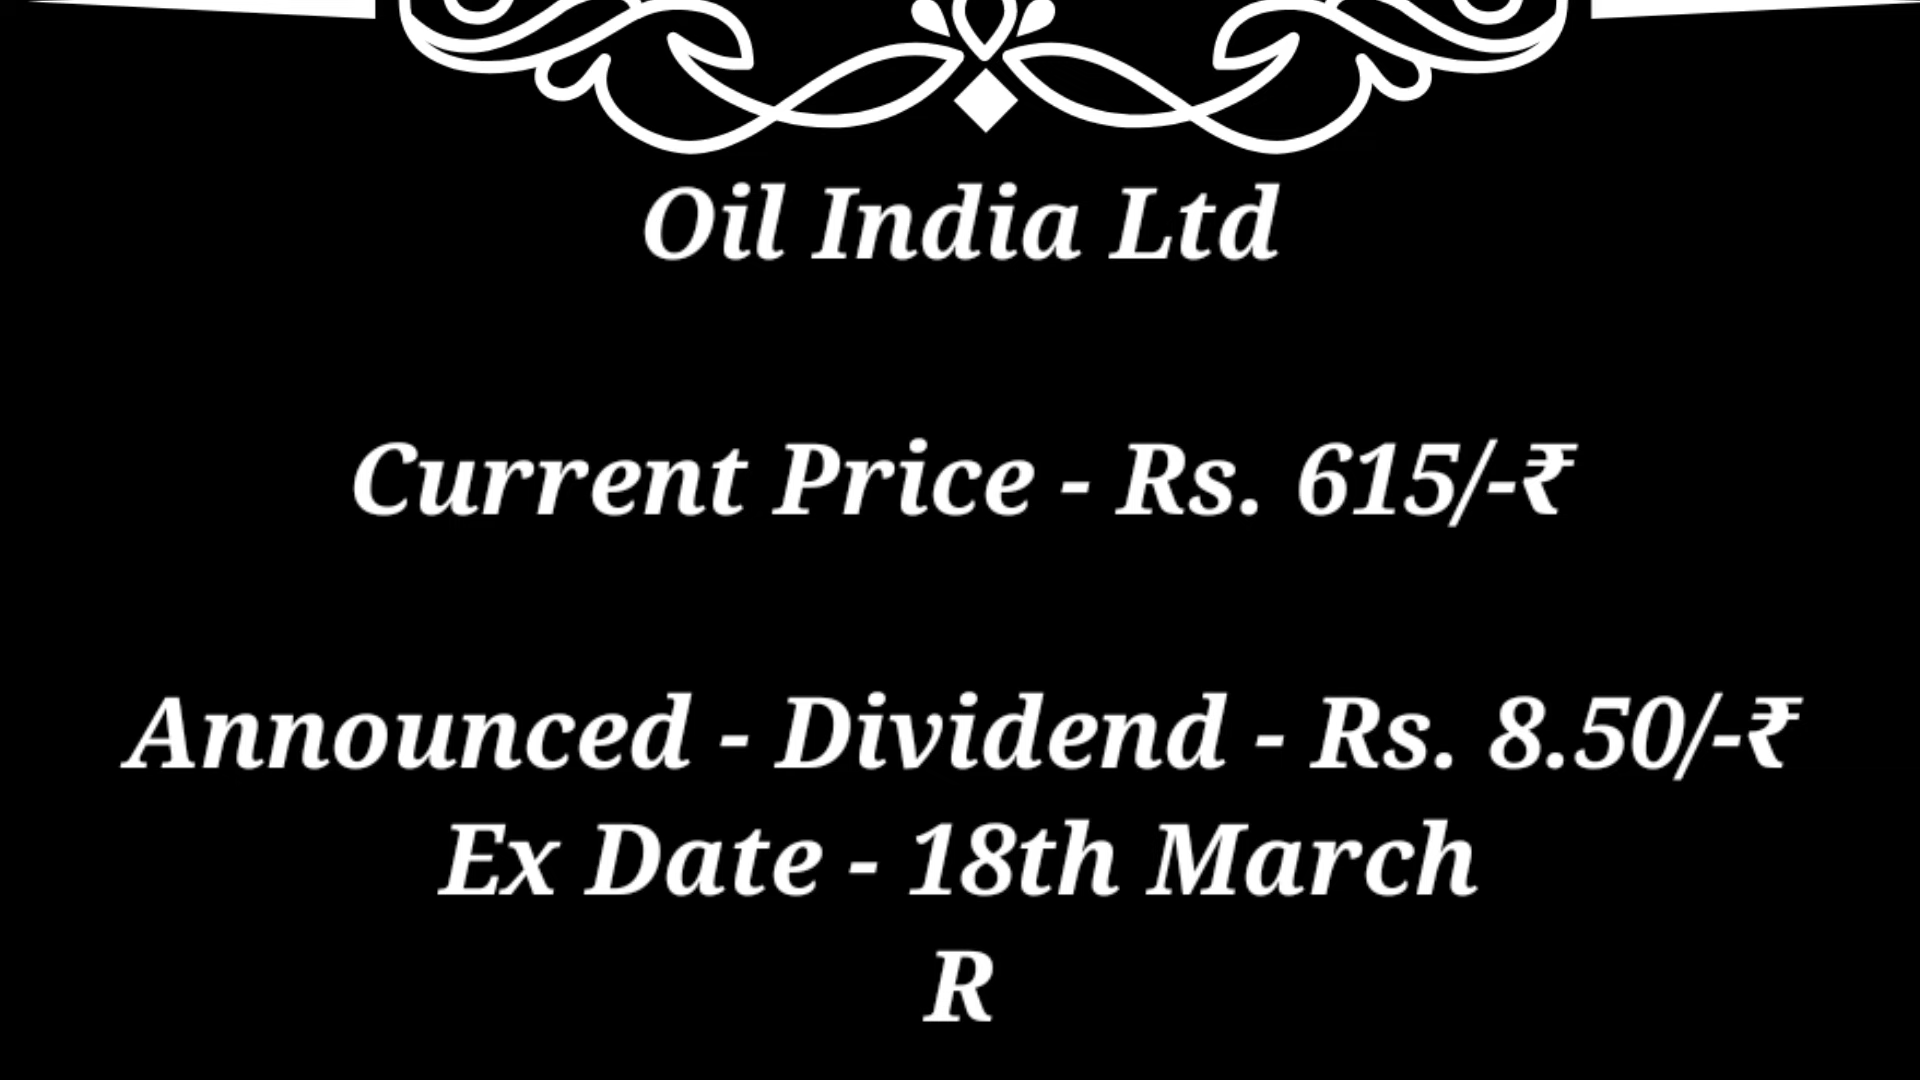 Oil India Ltd
Current Price - Rs. 615/-₹
Announced - Dividend - Rs. 8.50/-₹
Ex Date - 18th March
R